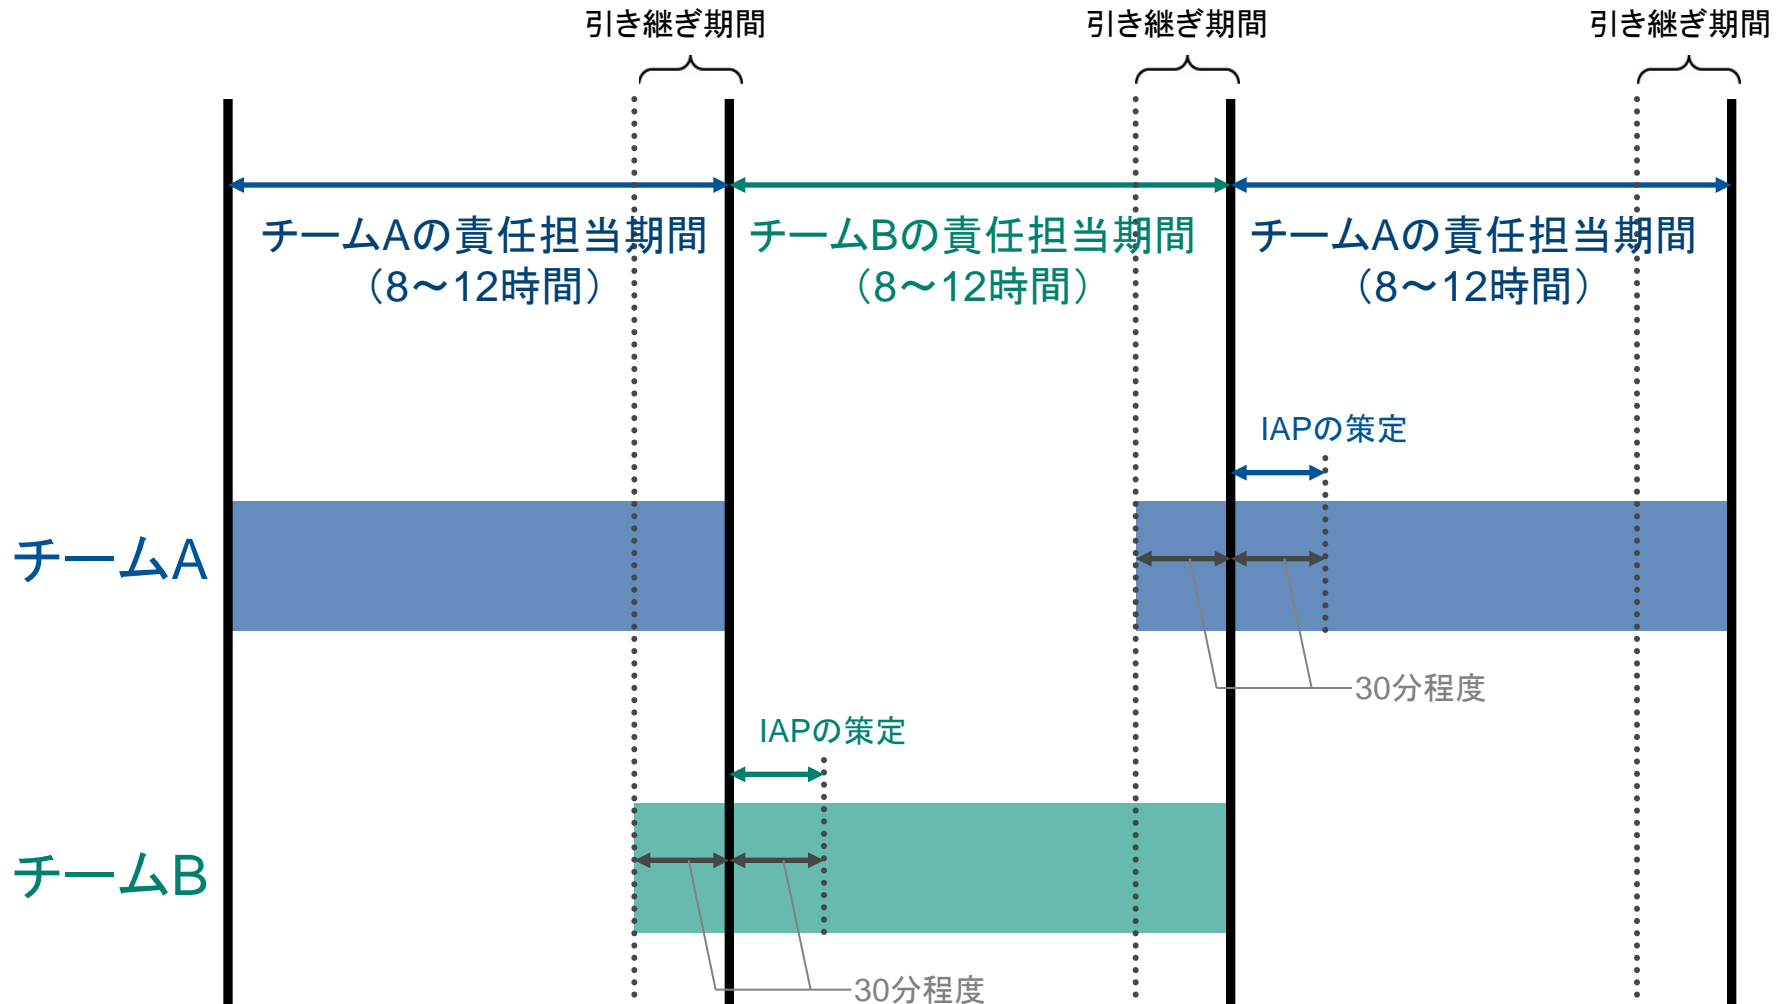 引き継ぎ期間
引き継ぎ期間
引き継ぎ期間
チームAの責任担当期間
（8～12時間）
チームBの責任担当期間
（8～12時間）
チームAの責任担当期間
（8～12時間）
IAPの策定
チームA
30分程度
IAPの策定
チームB
30分程度